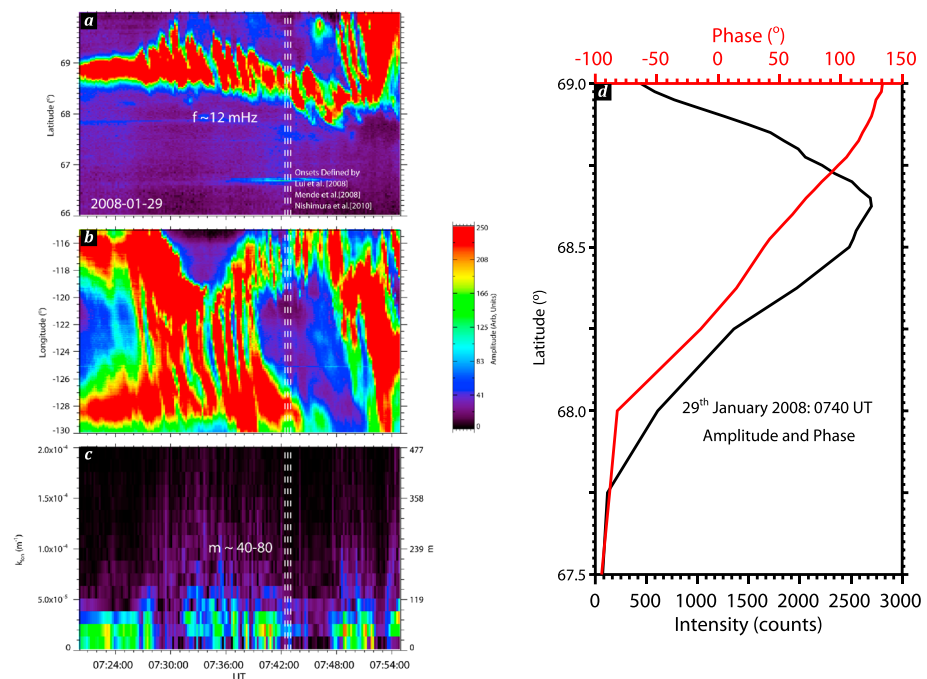 a
69
68
67
66
Latitude (°)
f ~12 mHz
Onsets Defined by
Lui et al.[2008]
Mende et al.[2008]
Nishimura et al.[2010]
2008-01-29
b
-116
-118
-120
-122
-124
-126
-128
-130
Longitude (°)
250
208
166
125
83
41
0
Amplitude (Arb, Units)
c
2.0x10⁻⁴
1.5x10⁻⁴
1.0x10⁻⁴
5.0x10⁻⁵
0
kₗₒₙ (m⁻¹)
m ~ 40-80
477
358
239
119
0
m
07:24:00 07:30:00 07:36:00 07:42:00 07:48:00 07:54:00
UT
Phase (°)
-100 -50 0 50 100 150
d
69.0
68.5
68.0
67.5
Latitude (°)
29ᵗʰ January 2008: 0740 UT
Amplitude and Phase
0 500 1000 1500 2000 2500 3000
Intensity (counts)